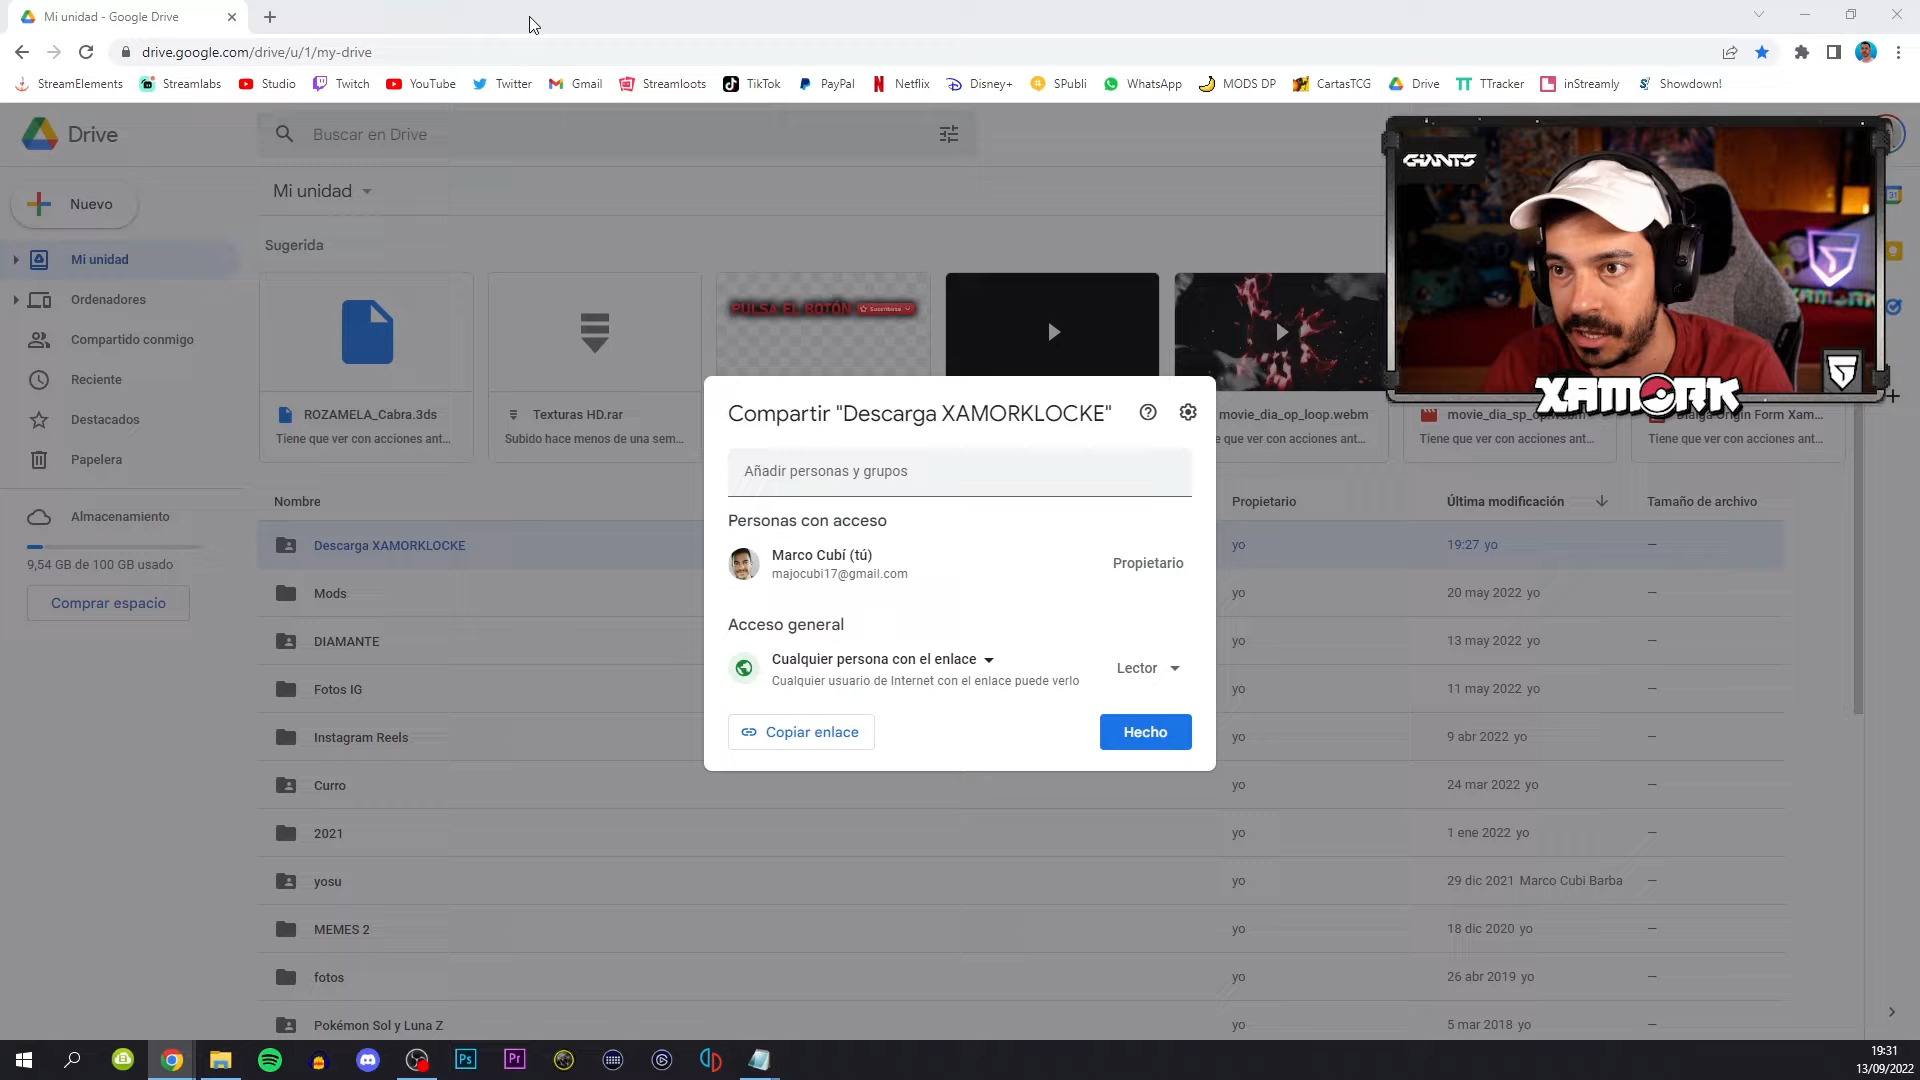 Mi unidad - Google Drive
drive.google.com/drive/u/1/my-drive
StreamElements
Streamlabs
Studio
Twitch
YouTube
Twitter
Gmail
Streamloots
TikTok
PayPal
Netflix
Disney+
SPubli
WhatsApp
MODS DP
CartasTCG
Drive
TTracker
inStreamly
Showdown!
Drive
Buscar en Drive
GIANTS
XAMORK
Nuevo
Mi unidad
Ordenadores
Compartido conmigo
Reciente
Destacados
Papelera
Almacenamiento
9,54 GB de 100 GB usado
Comprar espacio
Mi unidad
Sugerida
PULSA EL BOTÓN
Suscribirse
ROZAMELA_Cabra.3ds
Tiene que ver con acciones ant...
Texturas HD.rar
Subido hace menos de una sem...
movie_dia_op_loop.webm
e que ver con acciones ant...
movie_dia_sp_op.webm
Tiene que ver con acciones ant...
Dialga Origin Form Xam...
Tiene que ver con acciones ant...
Compartir "Descarga XAMORKLOCKE"
Añadir personas y grupos
Personas con acceso
Marco Cubí (tú)
majocubi17@gmail.com
Propietario
Acceso general
Cualquier persona con el enlace
Cualquier usuario de Internet con el enlace puede verlo
Lector
Copiar enlace
Hecho
Nombre
Propietario
Última modificación
Tamaño de archivo
Descarga XAMORKLOCKE
yo
19:27 yo
—
Mods
yo
20 may 2022 yo
—
DIAMANTE
yo
13 may 2022 yo
—
Fotos IG
yo
11 may 2022 yo
—
Instagram Reels
yo
9 abr 2022 yo
—
Curro
yo
24 mar 2022 yo
—
2021
yo
1 ene 2022 yo
—
yosu
yo
29 dic 2021 Marco Cubi Barba
—
MEMES 2
yo
18 dic 2020 yo
—
fotos
yo
26 abr 2019 yo
—
Pokémon Sol y Luna Z
yo
5 mar 2018 yo
—
Ps
Pr
19:31
13/09/2022